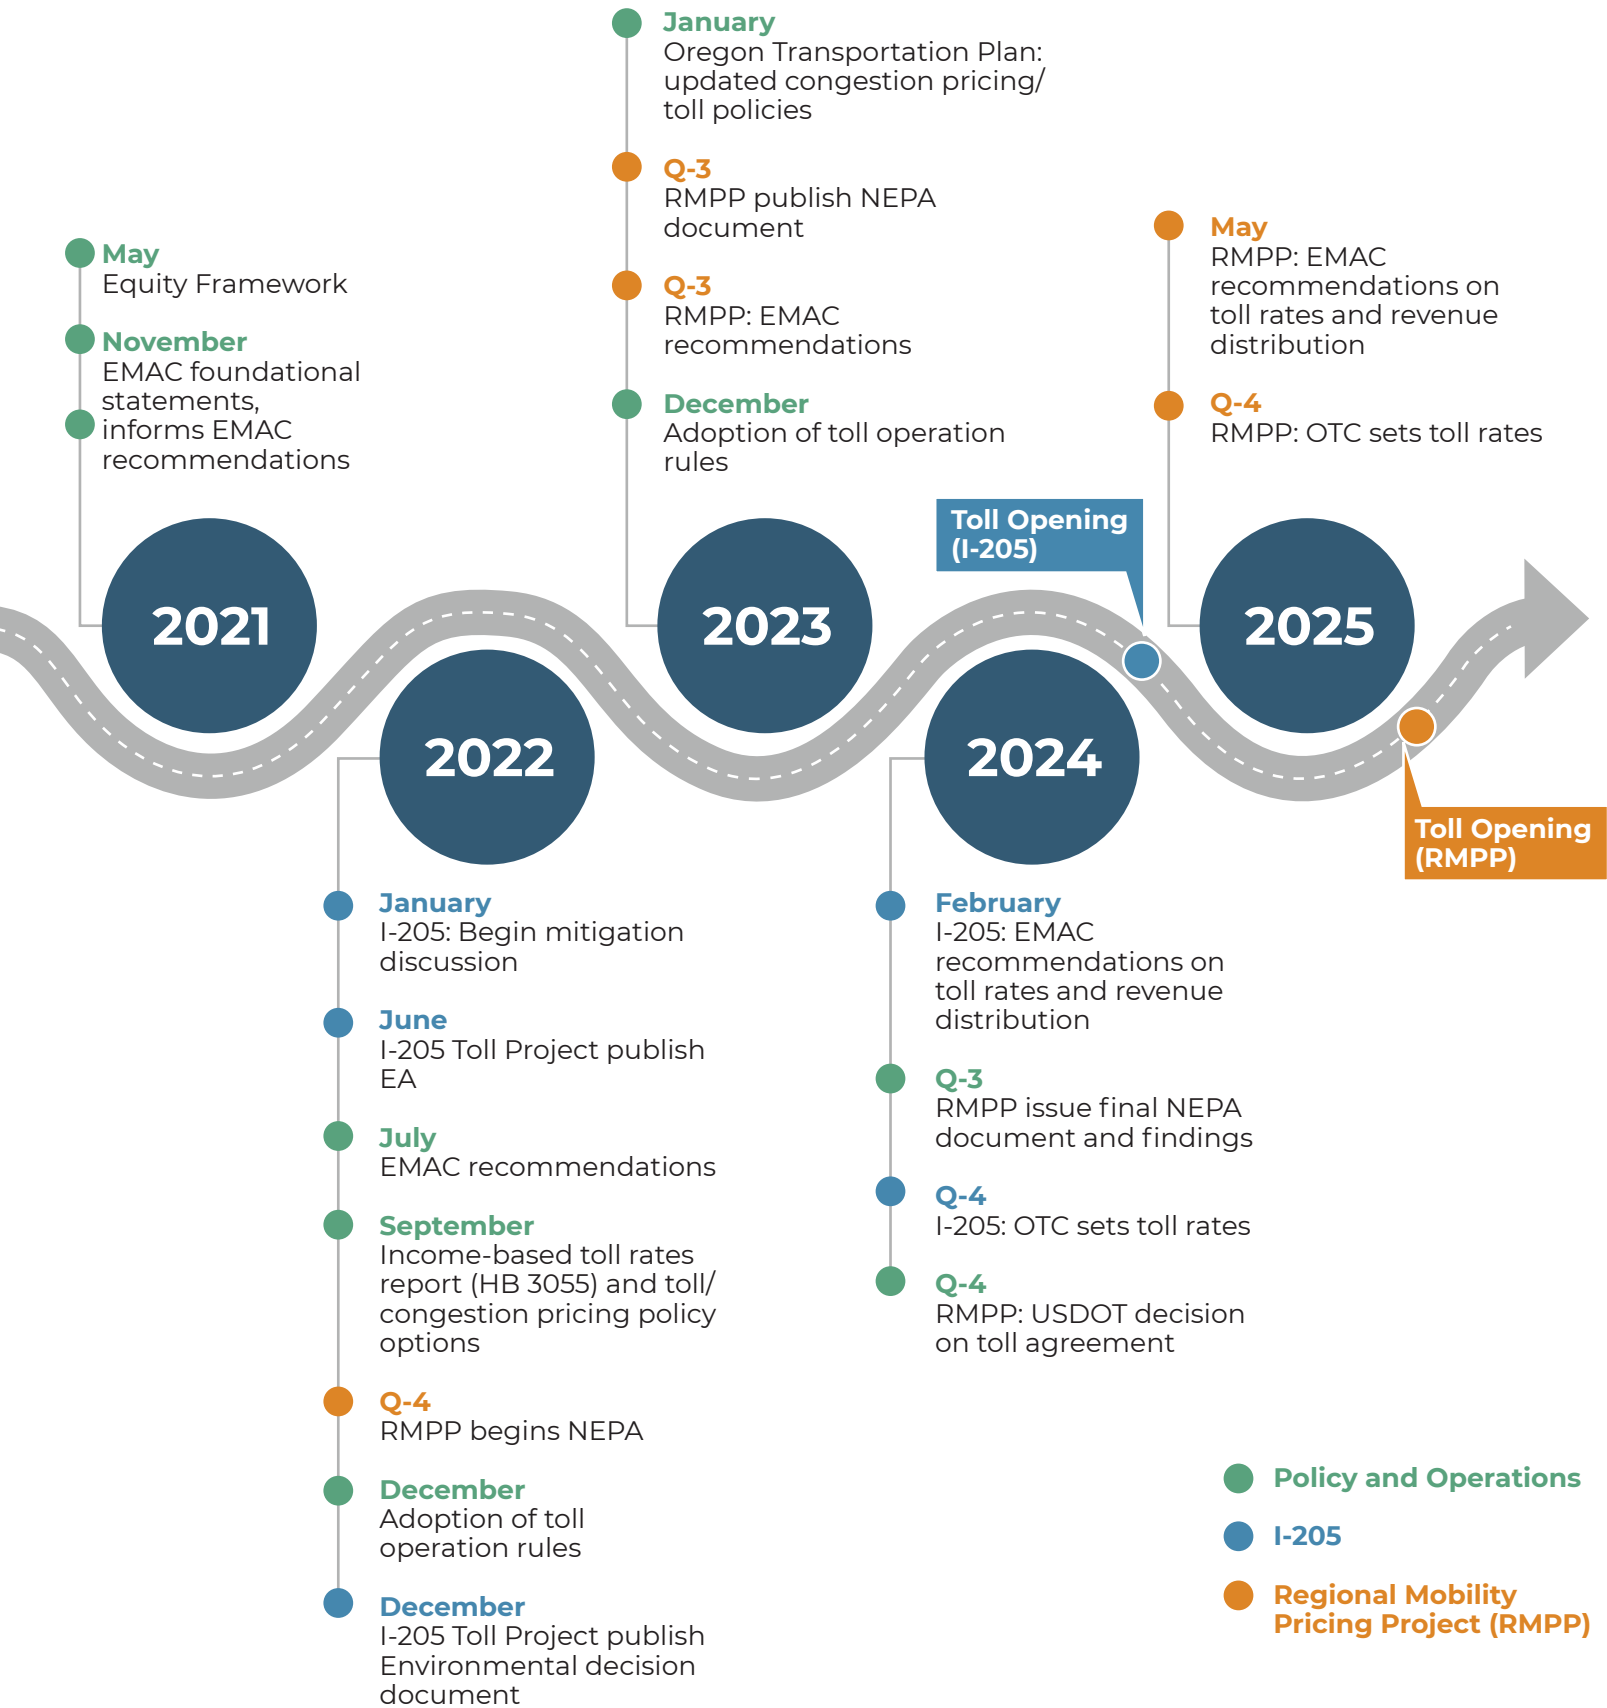 May
Equity Framework
November
EMAC foundational
statements,
informs EMAC
recommendations
2021
January
I-205: Begin mitigation
discussion
June
I-205 Toll Project publish
EA
July
EMAC recommendations
September
Income-based toll rates
report (HB 3055) and toll/
congestion pricing policy
options
Q-4
RMPP begins NEPA
December
Adoption of toll
operation rules
December
I-205 Toll Project publish
Environmental decision
document
2022
January
Oregon Transportation Plan:
updated congestion pricing/
toll policies
Q-3
RMPP publish NEPA
document
Q-3
RMPP: EMAC
recommendations
December
Adoption of toll operation
rules
2023
2024
February
I-205: EMAC
recommendations on
toll rates and revenue
distribution
Q-3
RMPP issue final NEPA
document and findings
Q-4
I-205: OTC sets toll rates
Q-4
RMPP: USDOT decision
on toll agreement
Toll Opening
(I-205)
May
RMPP: EMAC
recommendations on
toll rates and revenue
distribution
Q-4
RMPP: OTC sets toll rates
2025
Toll Opening
(RMPP)
Policy and Operations
I-205
Regional Mobility
Pricing Project (RMPP)